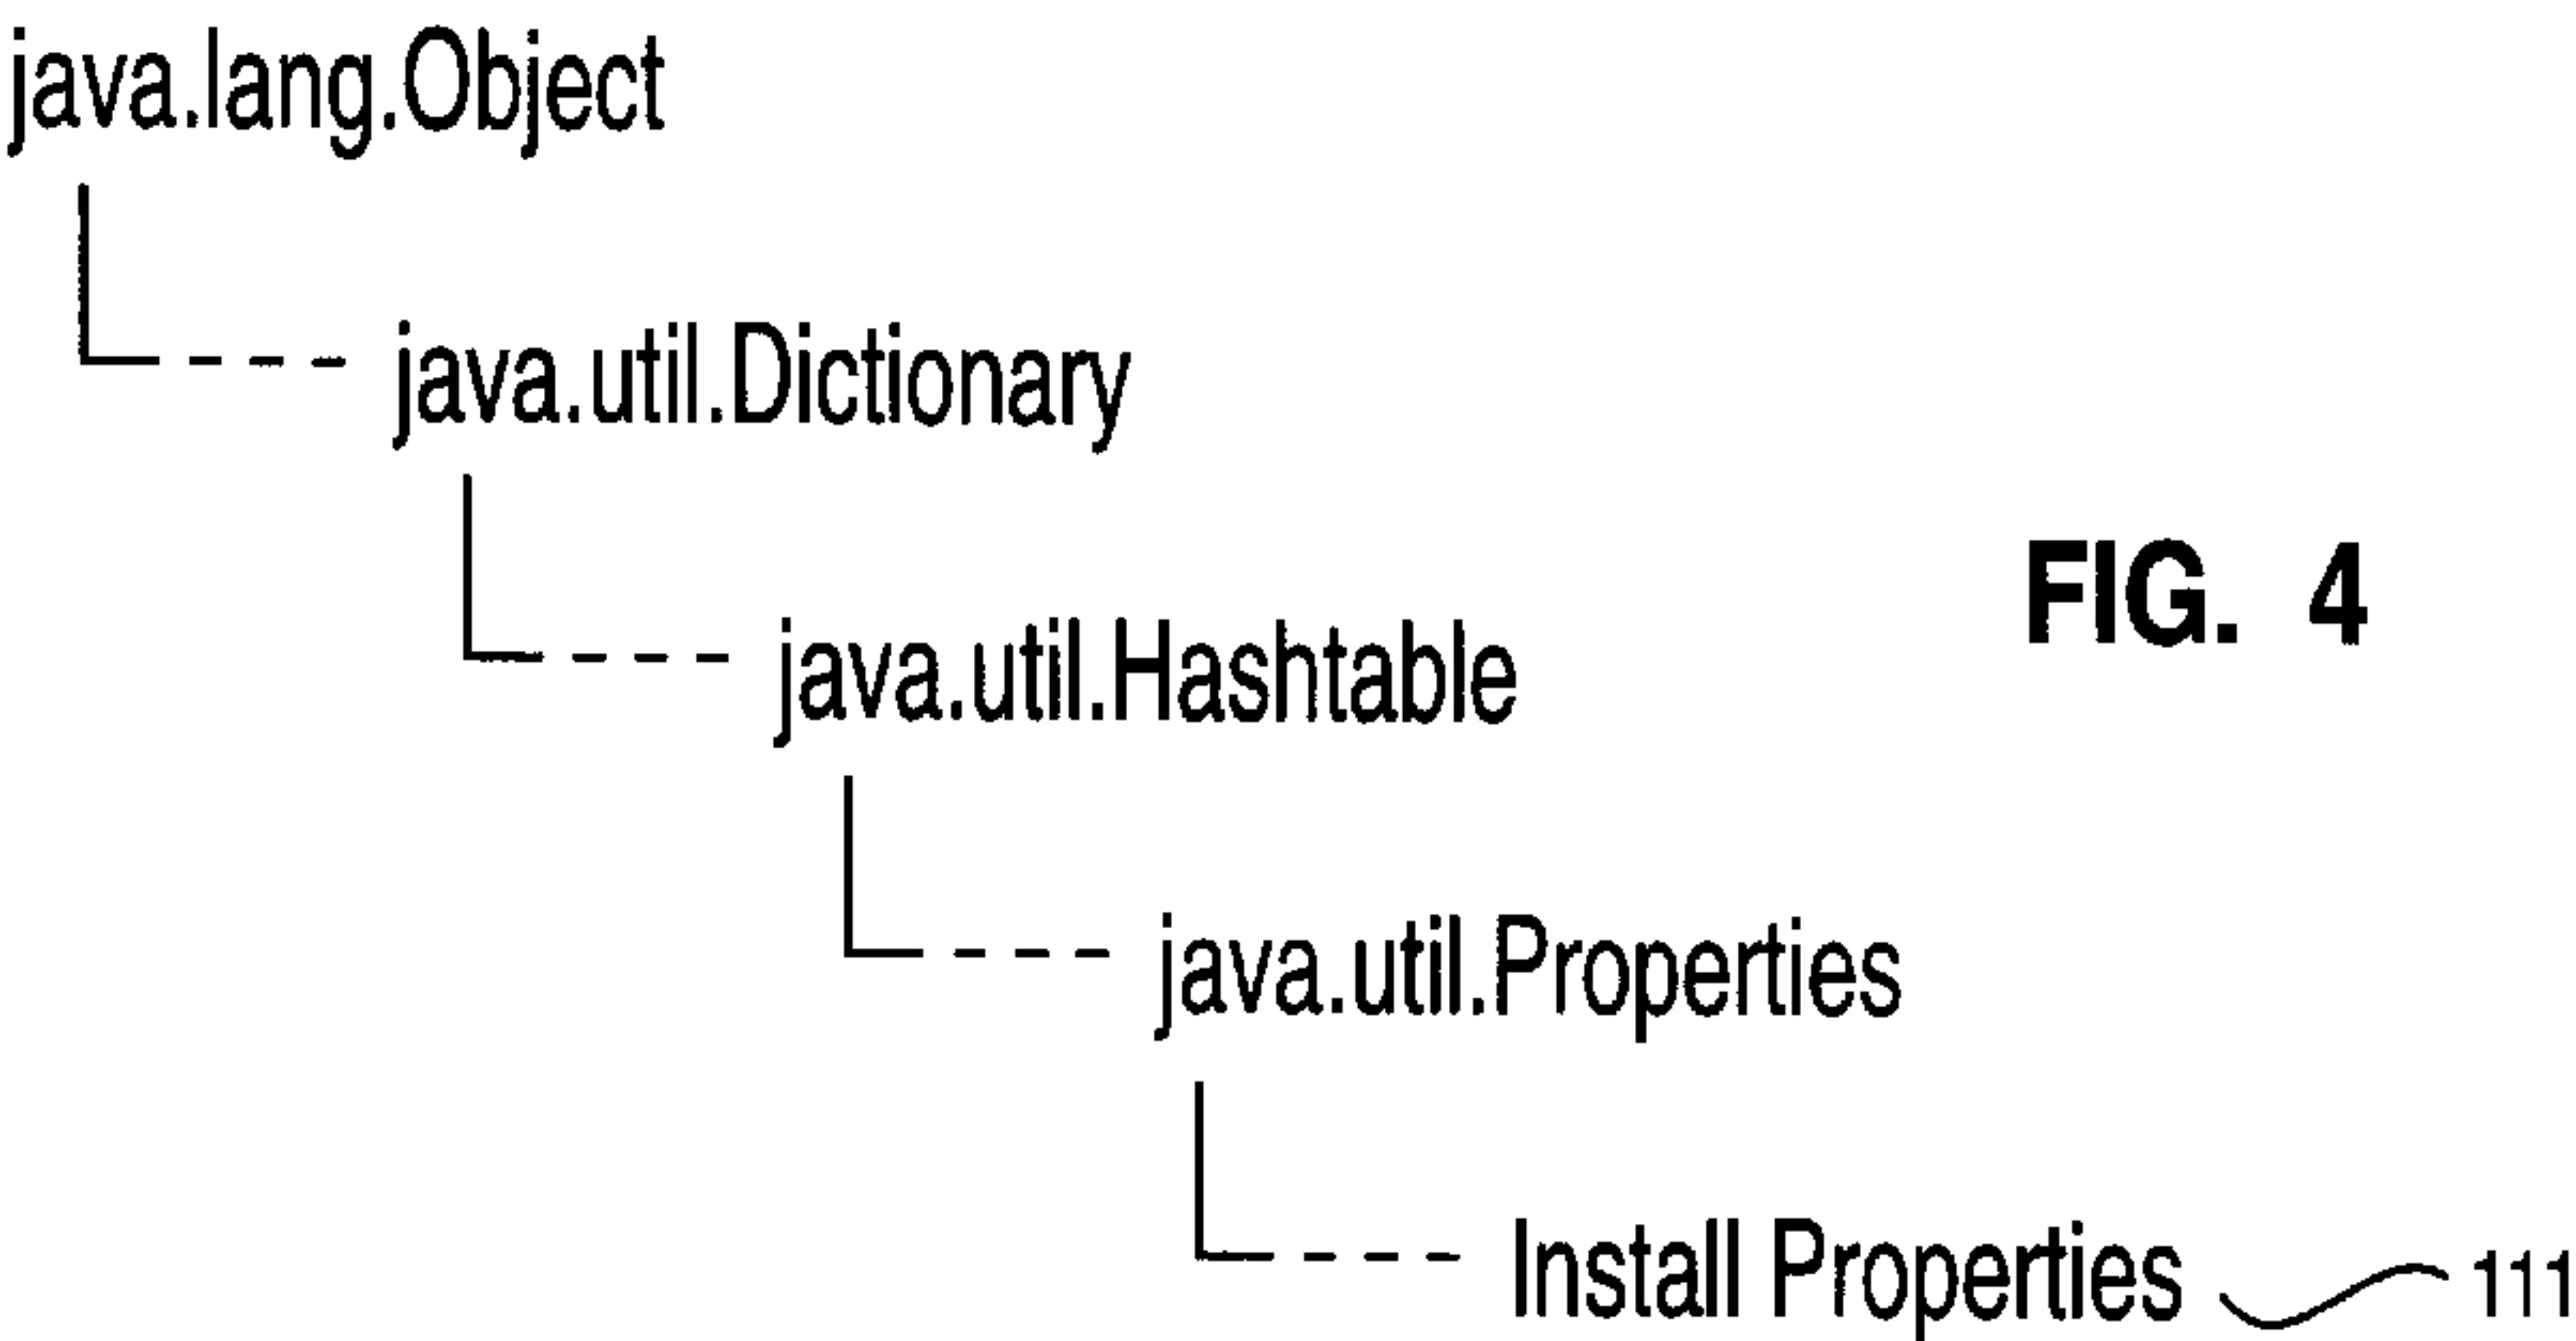 java.lang.Object
java.util.Dictionary
java.util.Hashtable
FIG. 4
java.util.Properties
Install Properties 111